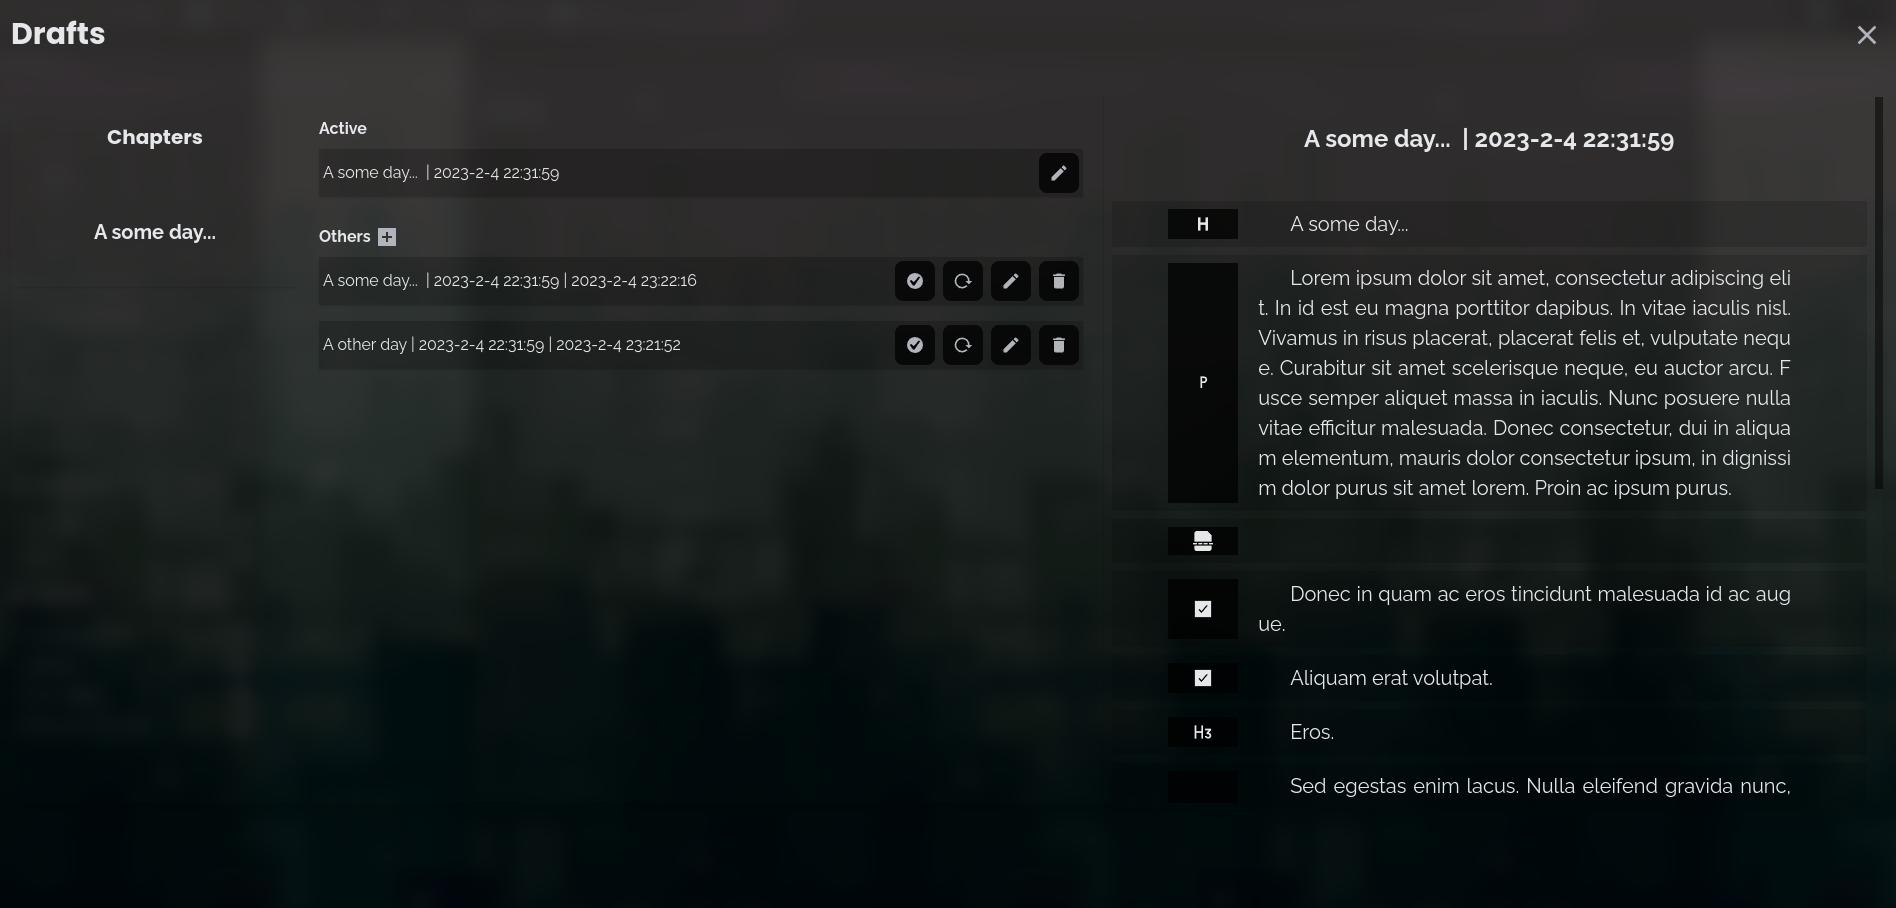 Drafts
Chapters
A some day...
Active
A some day... | 2023-2-4 22:31:59
Others
A some day... | 2023-2-4 22:31:59 | 2023-2-4 23:22:16
A other day | 2023-2-4 22:31:59 | 2023-2-4 23:21:52
A some day... | 2023-2-4 22:31:59
H
A some day...
P
Lorem ipsum dolor sit amet, consectetur adipiscing eli
t. In id est eu magna porttitor dapibus. In vitae iaculis nisl.
Vivamus in risus placerat, placerat felis et, vulputate nequ
e. Curabitur sit amet scelerisque neque, eu auctor arcu. F
usce semper aliquet massa in iaculis. Nunc posuere nulla
vitae efficitur malesuada. Donec consectetur, dui in aliqua
m elementum, mauris dolor consectetur ipsum, in dignissi
m dolor purus sit amet lorem. Proin ac ipsum purus.
Donec in quam ac eros tincidunt malesuada id ac aug
ue.
Aliquam erat volutpat.
H3
Eros.
Sed egestas enim lacus. Nulla eleifend gravida nunc,